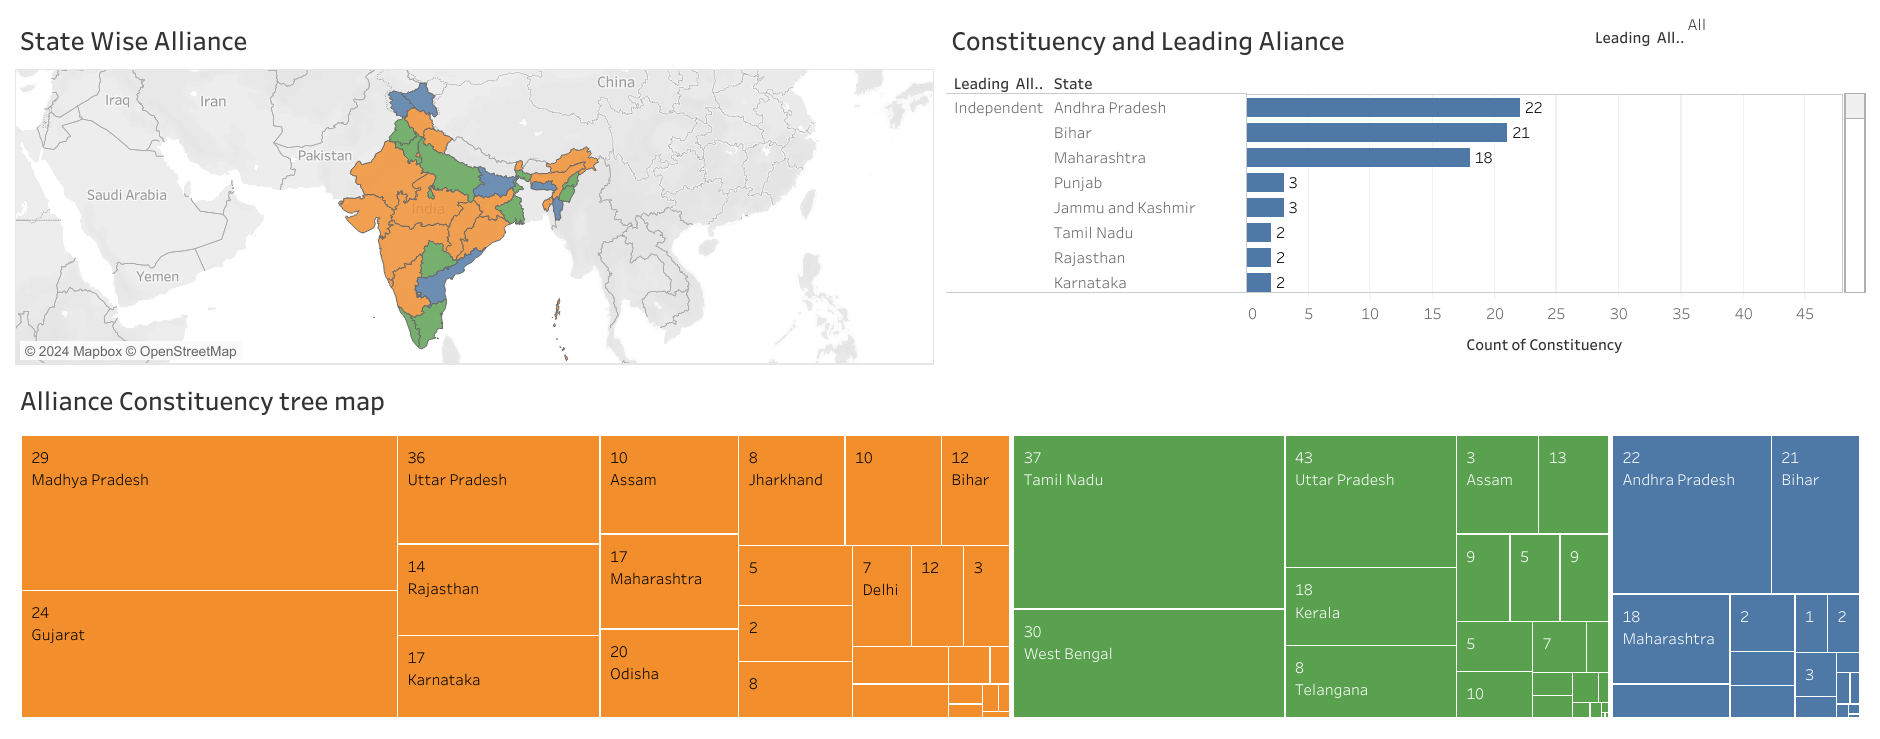 State Wise Alliance
China
Iraq
Iran
Pakistan
Saudi Arabia
India
Yemen
© 2024 Mapbox © OpenStreetMap
Constituency and Leading Aliance
Leading All.. All
Leading All.. State
Independent Andhra Pradesh 22
Bihar 21
Maharashtra 18
Punjab 3
Jammu and Kashmir 3
Tamil Nadu 2
Rajasthan 2
Karnataka 2
0 5 10 15 20 25 30 35 40 45
Count of Constituency
Alliance Constituency tree map
29
Madhya Pradesh
24
Gujarat
36
Uttar Pradesh
14
Rajasthan
17
Karnataka
10
Assam
17
Maharashtra
20
Odisha
8
Jharkhand
10
12
Bihar
5
2
8
7
Delhi
12
3
37
Tamil Nadu
30
West Bengal
43
Uttar Pradesh
18
Kerala
8
Telangana
3
Assam
13
9
5
9
5
7
10
22
Andhra Pradesh
21
Bihar
18
Maharashtra
2
1
2
3